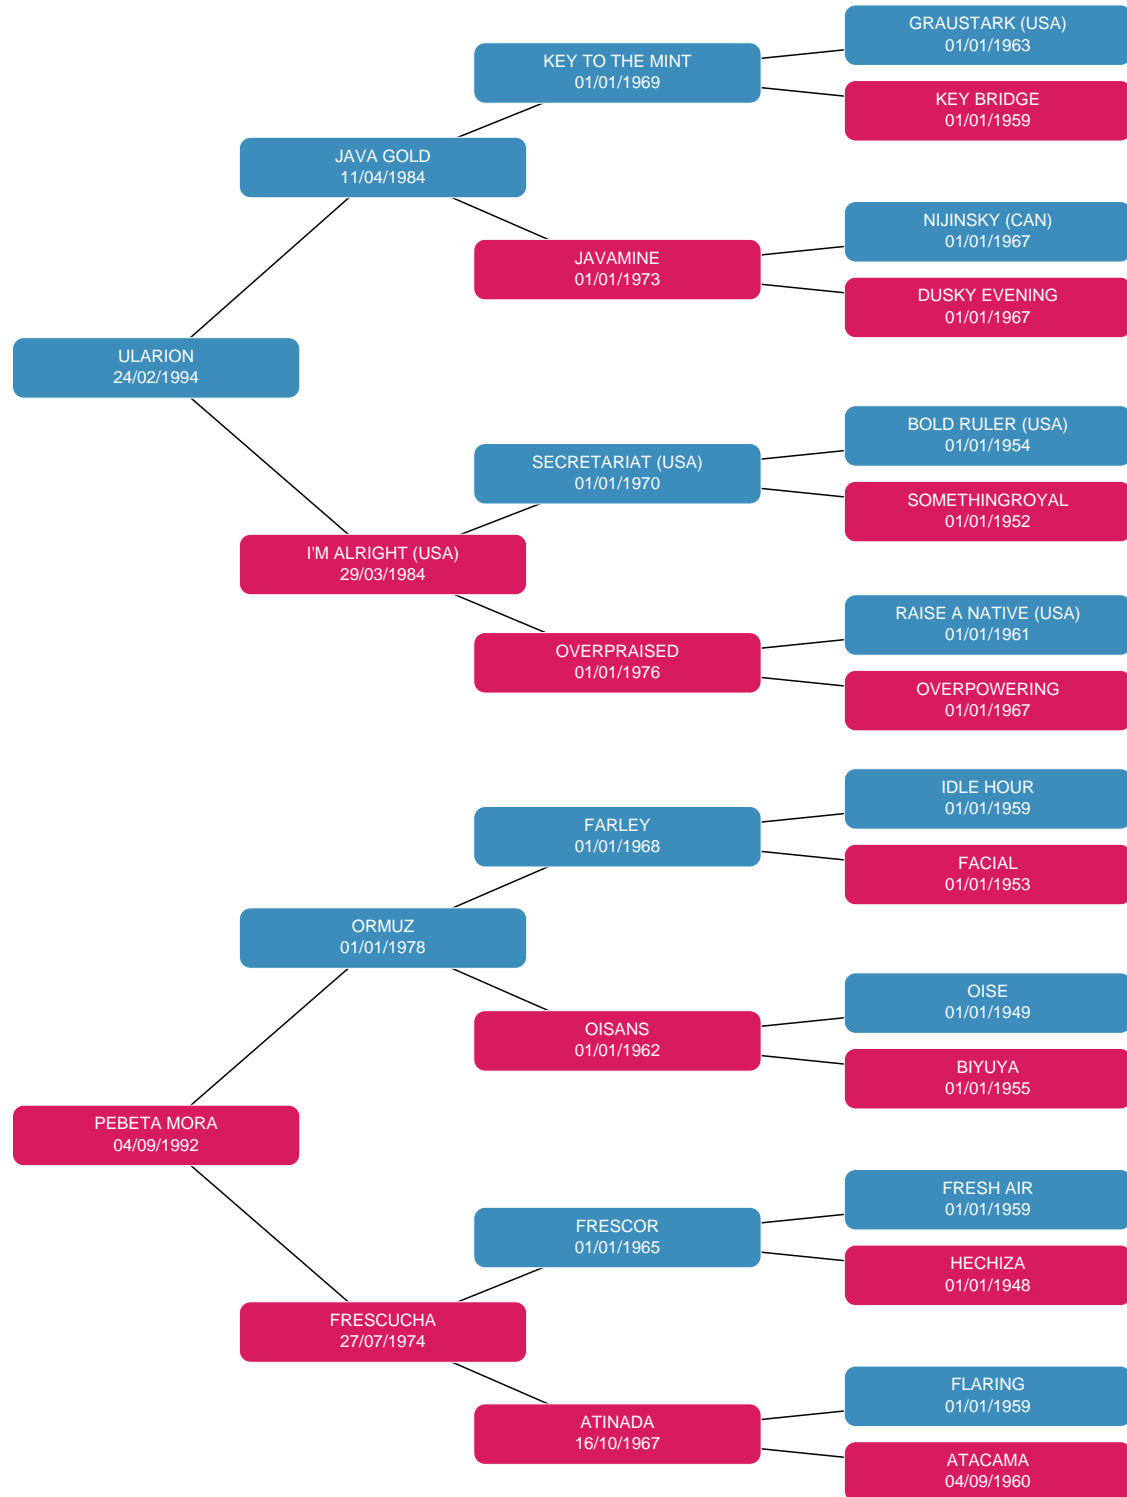 GRAUSTARK (USA)
01/01/1963
KEY TO THE MINT
01/01/1969
KEY BRIDGE
01/01/1959
JAVA GOLD
11/04/1984
NIJINSKY (CAN)
01/01/1967
JAVAMINE
01/01/1973
DUSKY EVENING
01/01/1967
ULARION
24/02/1994
BOLD RULER (USA)
01/01/1954
SECRETARIAT (USA)
01/01/1970
SOMETHINGROYAL
01/01/1952
I'M ALRIGHT (USA)
29/03/1984
RAISE A NATIVE (USA)
01/01/1961
OVERPRAISED
01/01/1976
OVERPOWERING
01/01/1967
IDLE HOUR
01/01/1959
FARLEY
01/01/1968
FACIAL
01/01/1953
ORMUZ
01/01/1978
OISE
01/01/1949
OISANS
01/01/1962
BIYUYA
01/01/1955
PEBETA MORA
04/09/1992
FRESH AIR
01/01/1959
FRESCOR
01/01/1965
HECHIZA
01/01/1948
FRESCUCHA
27/07/1974
FLARING
01/01/1959
ATINADA
16/10/1967
ATACAMA
04/09/1960